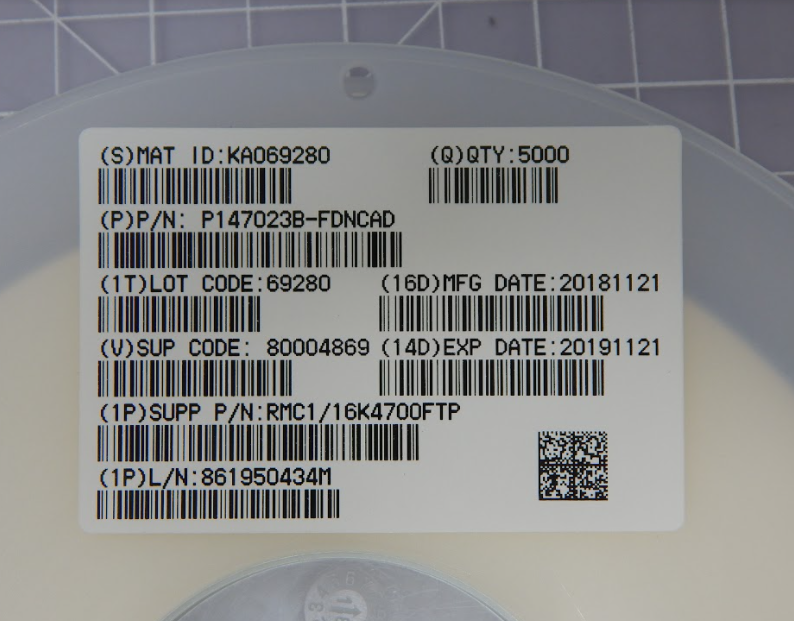 (S)MAT ID:KA069280 (Q)QTY:5000
(P)P/N: P147023B-FDNCAD
(1T)LOT CODE:69280 (16D)MFG DATE:20181121
(V)SUP CODE: 80004869 (14D)EXP DATE:20191121
(1P)SUPP P/N:RMC1/16K4700FTP
(1P)L/N:861950434M